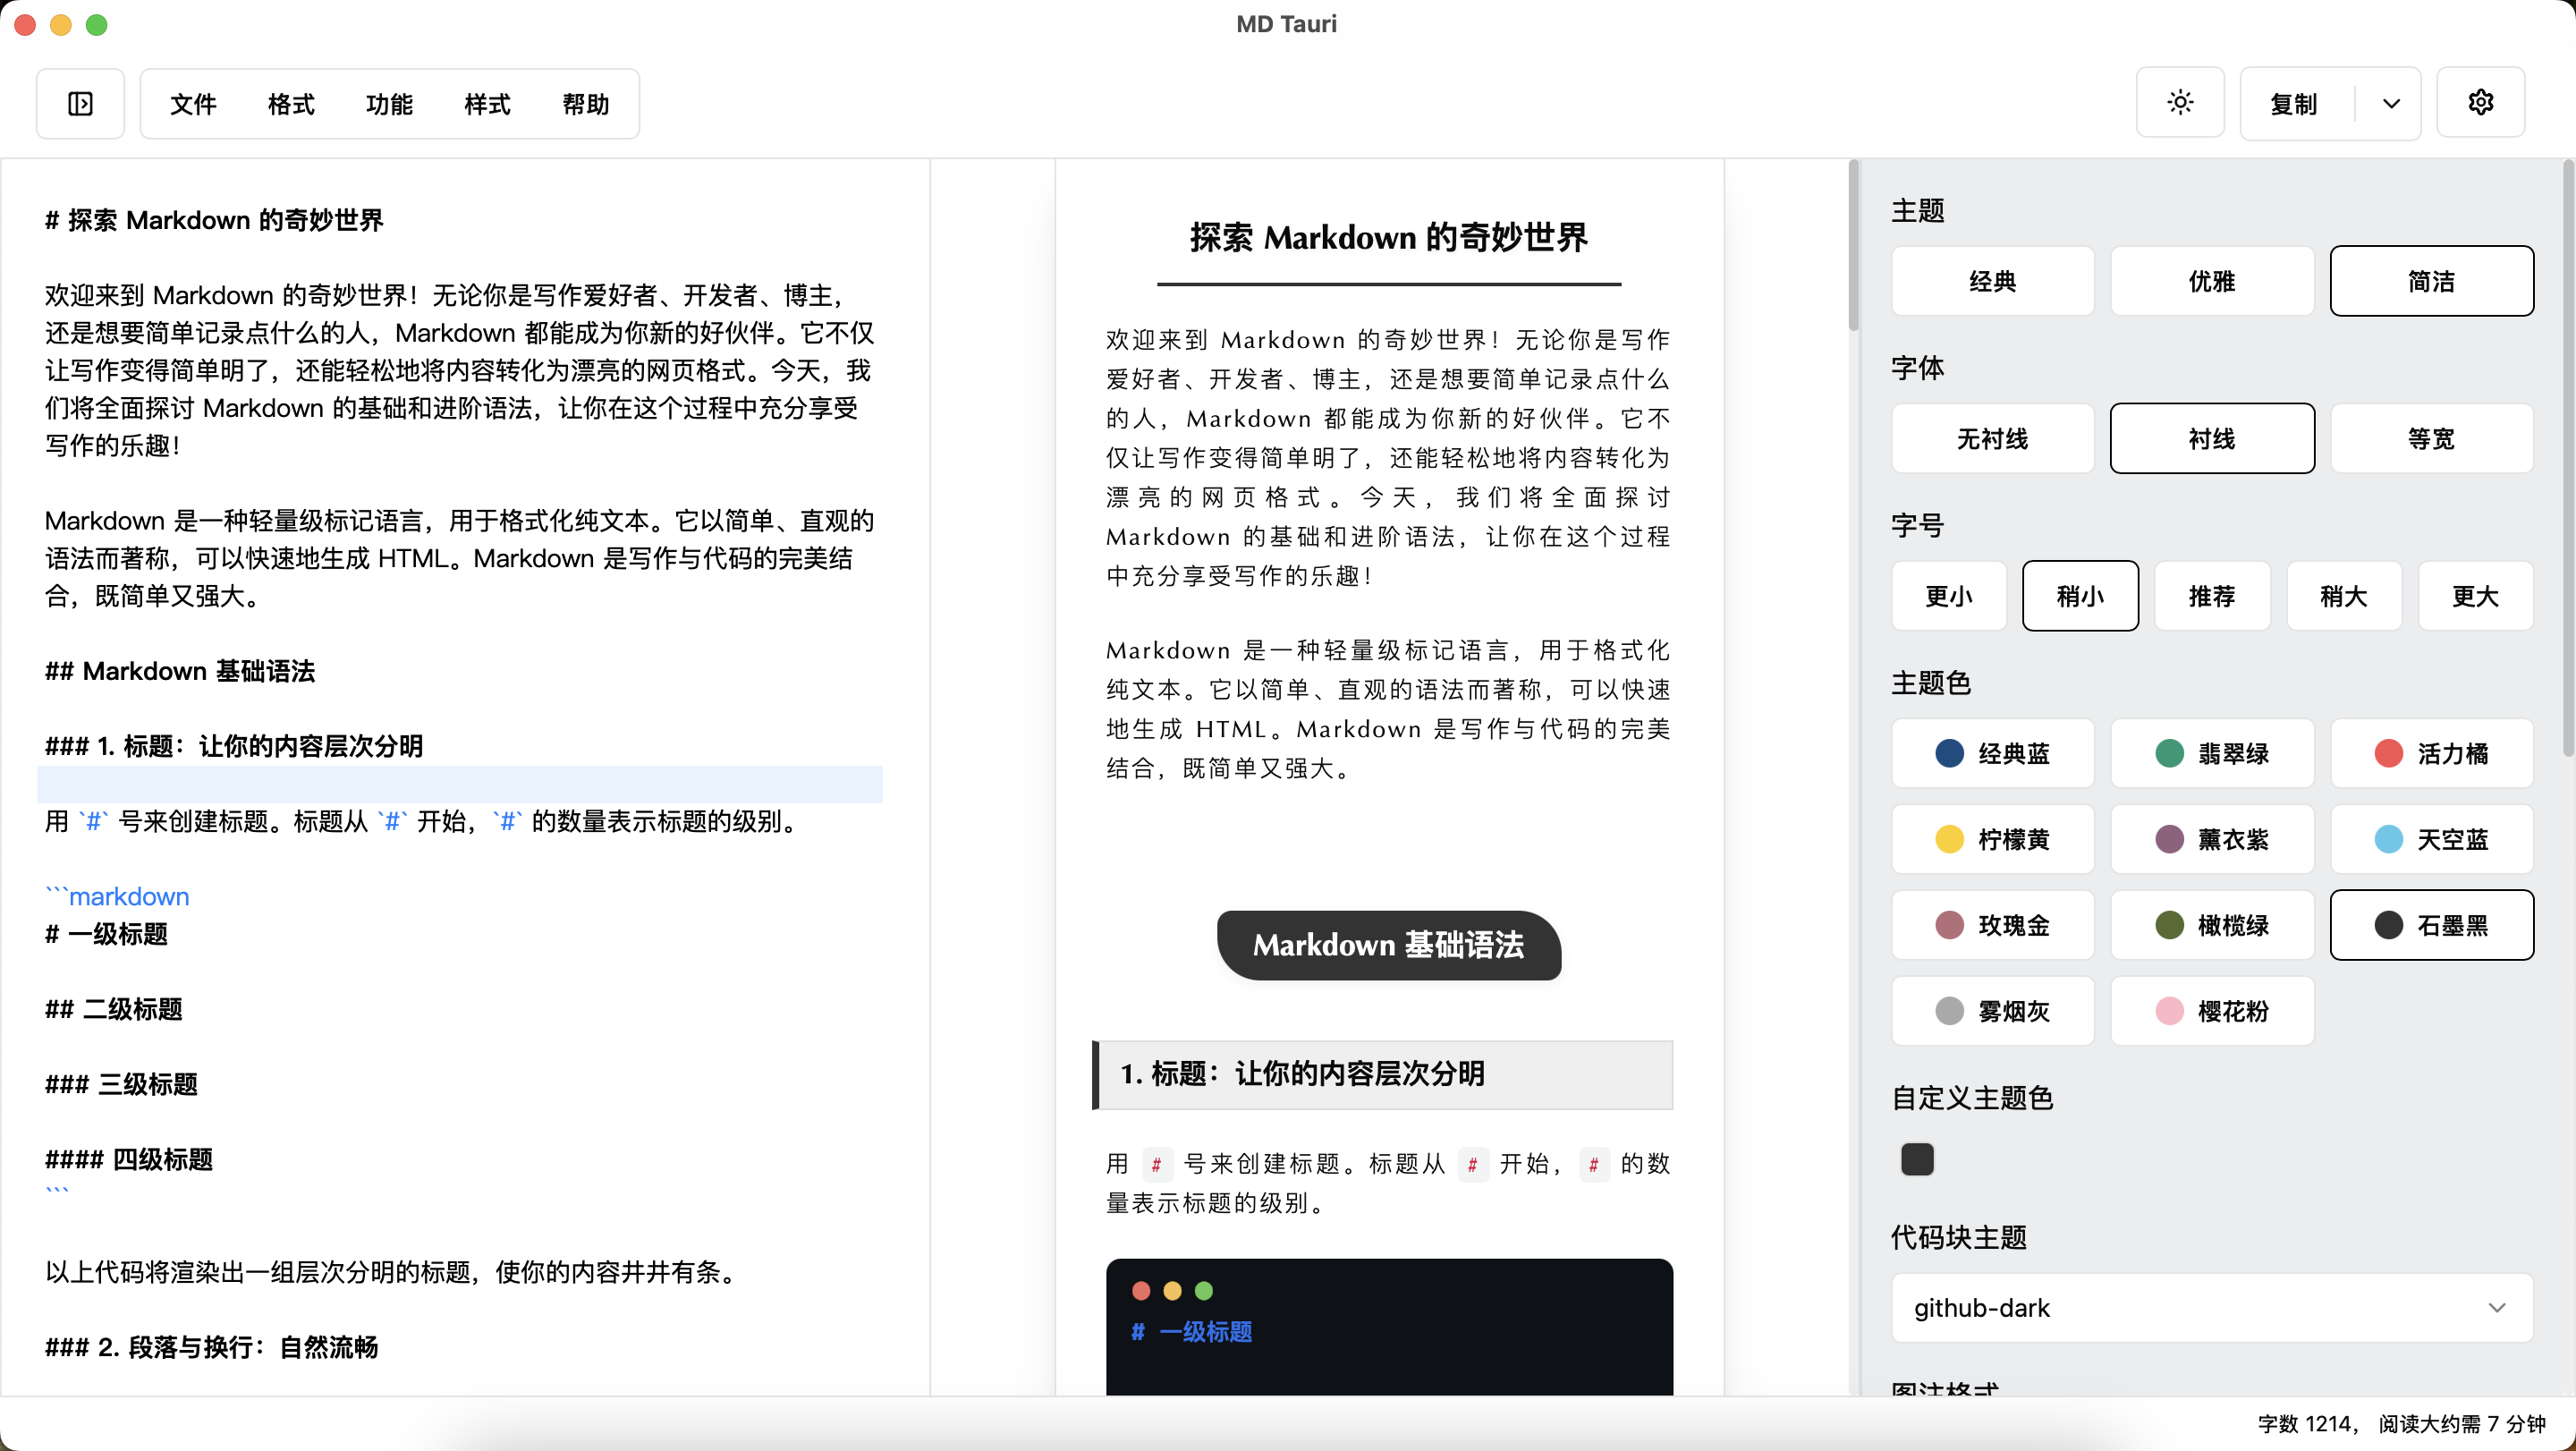 MD Tauri
文件 格式 功能 样式 帮助
复制
# 探索 Markdown 的奇妙世界
欢迎来到 Markdown 的奇妙世界！无论你是写作爱好者、开发者、博主，
还是想要简单记录点什么的人，Markdown 都能成为你新的好伙伴。它不仅
让写作变得简单明了，还能轻松地将内容转化为漂亮的网页格式。今天，我
们将全面探讨 Markdown 的基础和进阶语法，让你在这个过程中充分享受
写作的乐趣！
Markdown 是一种轻量级标记语言，用于格式化纯文本。它以简单、直观的
语法而著称，可以快速地生成 HTML。Markdown 是写作与代码的完美结
合，既简单又强大。
## Markdown 基础语法
### 1. 标题：让你的内容层次分明
用 `#` 号来创建标题。标题从 `#` 开始，`#` 的数量表示标题的级别。
```markdown
# 一级标题
## 二级标题
### 三级标题
#### 四级标题
```
以上代码将渲染出一组层次分明的标题，使你的内容井井有条。
### 2. 段落与换行：自然流畅
探索 Markdown 的奇妙世界
欢迎来到 Markdown 的奇妙世界！无论你是写作
爱好者、开发者、博主，还是想要简单记录点什么
的人，Markdown 都能成为你新的好伙伴。它不
仅让写作变得简单明了，还能轻松地将内容转化为
漂亮的网页格式。今天，我们将全面探讨
Markdown 的基础和进阶语法，让你在这个过程
中充分享受写作的乐趣！
Markdown 是一种轻量级标记语言，用于格式化
纯文本。它以简单、直观的语法而著称，可以快速
地生成 HTML。Markdown 是写作与代码的完美
结合，既简单又强大。
Markdown 基础语法
1. 标题：让你的内容层次分明
用 # 号来创建标题。标题从 # 开始，# 的数
量表示标题的级别。
# 一级标题
主题
经典 优雅 简洁
字体
无衬线 衬线 等宽
字号
更小 稍小 推荐 稍大 更大
主题色
经典蓝 翡翠绿 活力橘
柠檬黄 薰衣紫 天空蓝
玫瑰金 橄榄绿 石墨黑
雾烟灰 樱花粉
自定义主题色
代码块主题
github-dark
图注格式
字数 1214， 阅读大约需 7 分钟